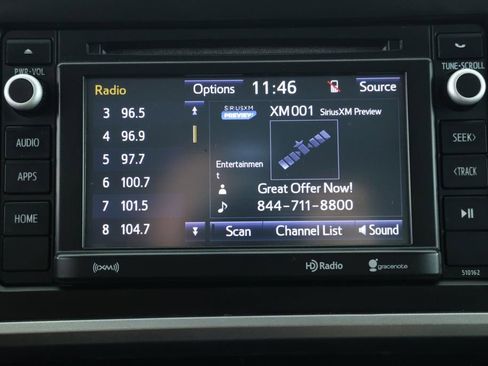 PWR•VOL
TUNE•SCROLL
Radio
Options
11:46
Source
3 96.5
4 96.9
5 97.7
6 100.7
7 101.5
8 104.7
SIRIUSXM
PREVIEW
XM001 SiriusXM Preview
Entertainmen
t
Great Offer Now!
844-711-8800
Scan
Channel List
Sound
AUDIO
APPS
HOME
SEEK>
<TRACK
((XM))
HD Radio
gracenote
510162